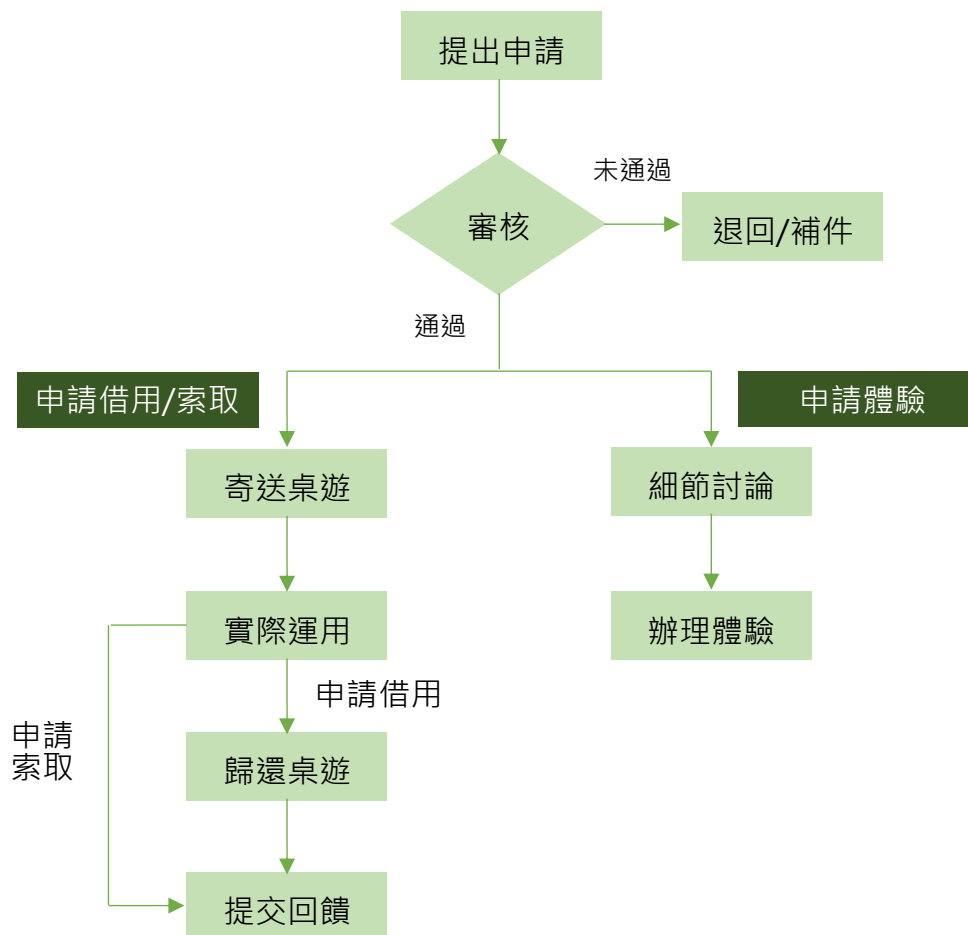 提出申請
未通過
審核
退回/補件
通過
申請借用/索取
申請體驗
寄送桌遊
細節討論
實際運用
辦理體驗
申請借用
申請
索取
歸還桌遊
提交回饋